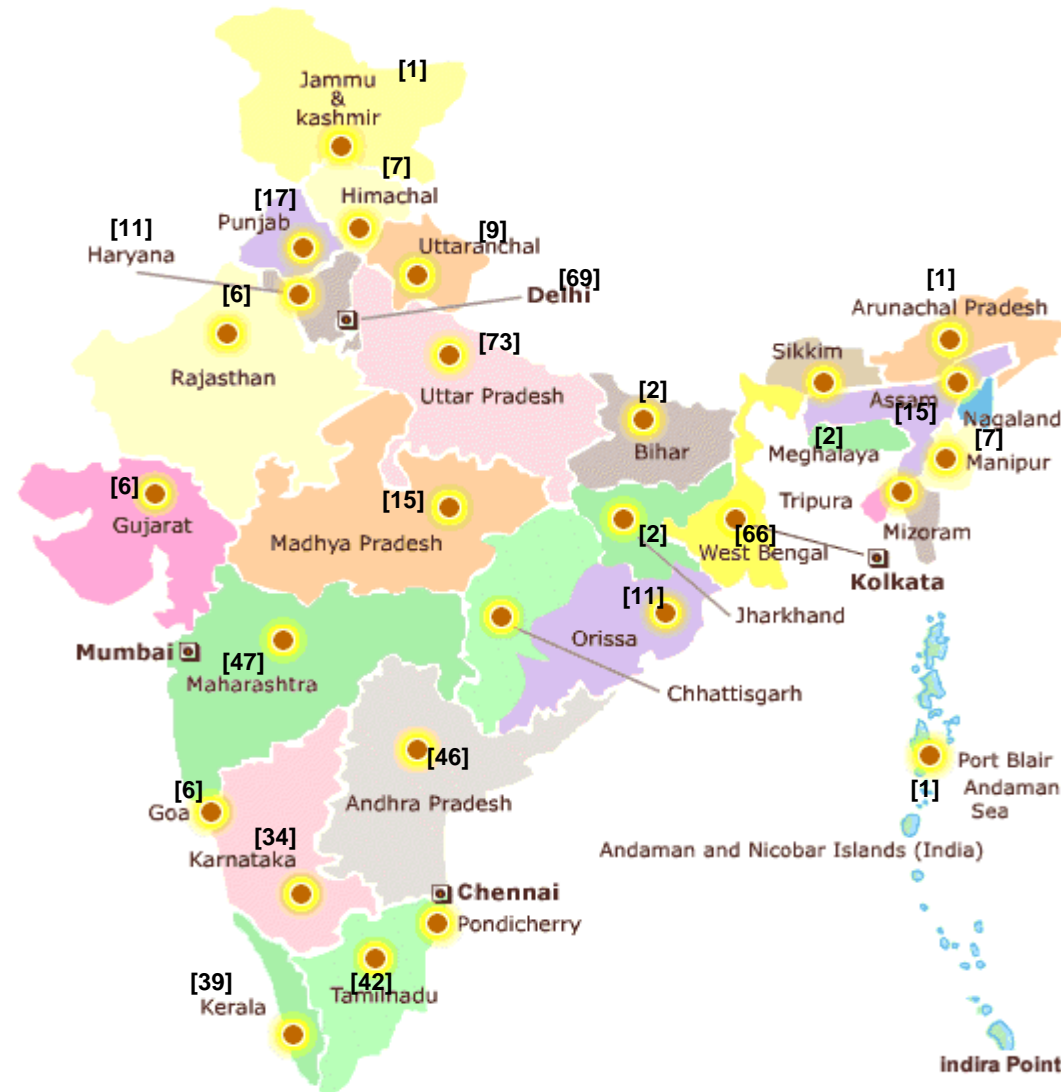 [1]
Jammu
&
kashmir
[7]
Himachal
[17]
Punjab
[11]
Haryana
[9]
Uttaranchal
[69]
Delhi
[6]
Rajasthan
[73]
Uttar Pradesh
[1]
Arunachal Pradesh
Sikkim
Assam
[15]
Nagaland
[2]
Meghalaya
[7]
Manipur
Tripura
Mizoram
[2]
Bihar
[6]
Gujarat
[15]
Madhya Pradesh
[2]
[66]
West Bengal
Kolkata
Jharkhand
[11]
Orissa
Chhattisgarh
Mumbai
[47]
Maharashtra
[46]
Andhra Pradesh
[6]
Goa
[34]
Karnataka
Chennai
Pondicherry
[39]
Kerala
[42]
Tamilnadu
Port Blair
[1]
Andaman
Sea
Andaman and Nicobar Islands (India)
indira Point